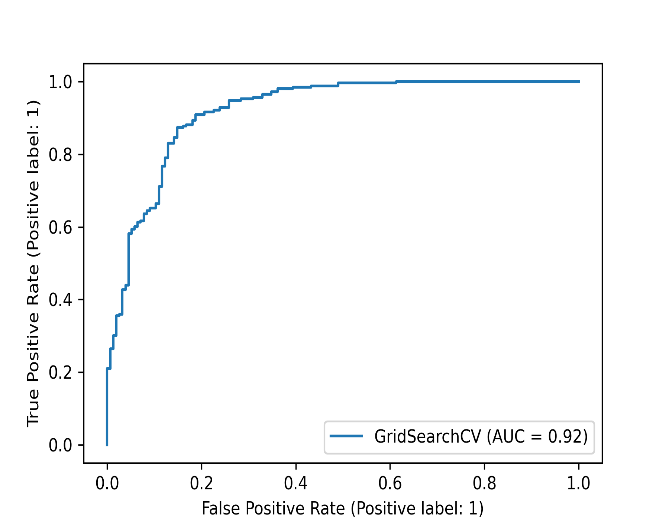 1.0
0.8
0.6
0.4
0.2
0.0
True Positive Rate (Positive label: 1)
GridSearchCV (AUC = 0.92)
0.0 0.2 0.4 0.6 0.8 1.0
False Positive Rate (Positive label: 1)